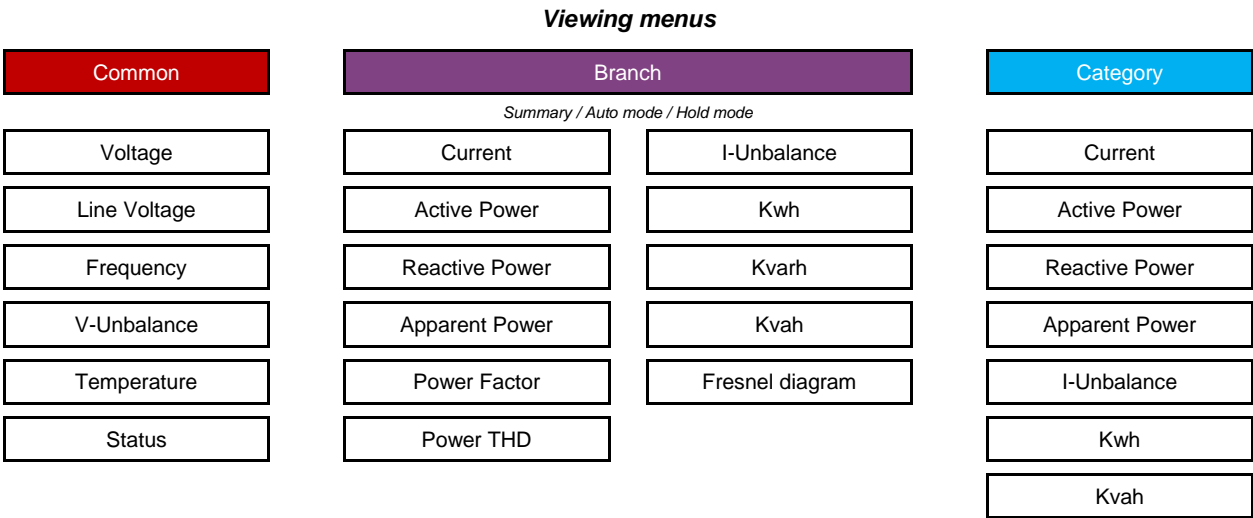 Viewing menus
Common
Branch
Category
Summary / Auto mode / Hold mode
Voltage
Line Voltage
Frequency
V-Unbalance
Temperature
Status
Current
Active Power
Reactive Power
Apparent Power
Power Factor
Power THD
I-Unbalance
Kwh
Kvarh
Kvah
Fresnel diagram
Current
Active Power
Reactive Power
Apparent Power
I-Unbalance
Kwh
Kvah